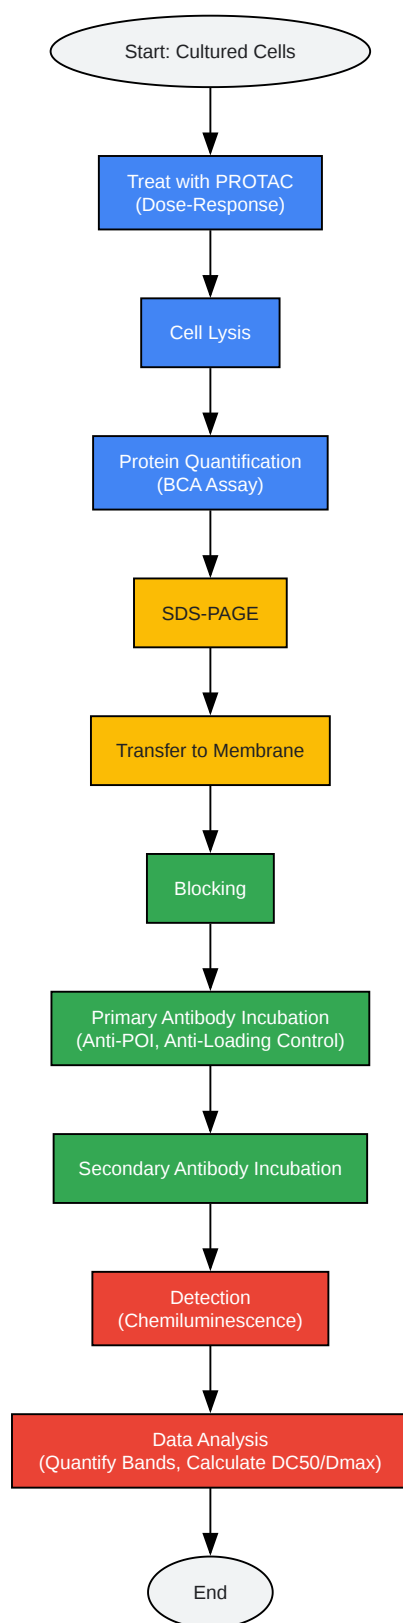 Start: Cultured Cells
Treat with PROTAC
(Dose-Response)
Cell Lysis
Protein Quantification
(BCA Assay)
SDS-PAGE
Transfer to Membrane
Blocking
Primary Antibody Incubation
(Anti-POI, Anti-Loading Control)
Secondary Antibody Incubation
Detection
(Chemiluminescence)
Data Analysis
(Quantify Bands, Calculate DC50/Dmax)
End